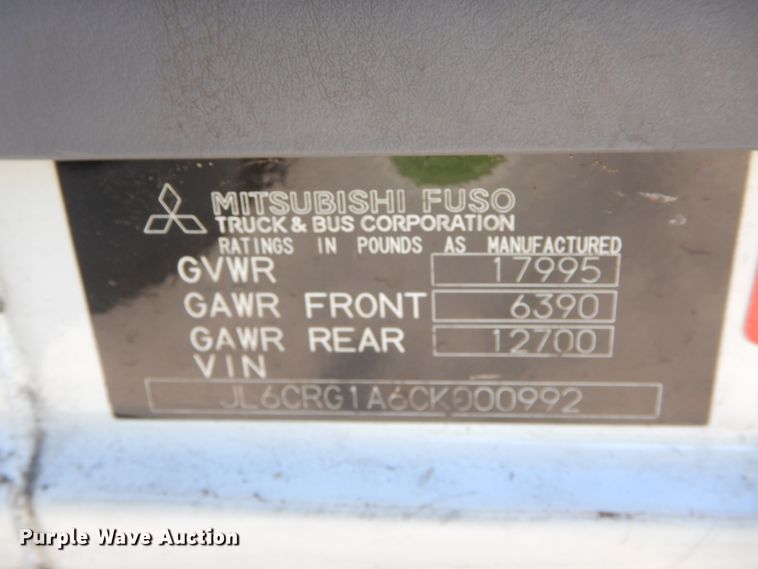 MITSUBISHI FUSO
TRUCK & BUS CORPORATION
RATINGS IN POUNDS AS MANUFACTURED
GVWR 17995
GAWR FRONT 6390
GAWR REAR 12700
VIN
JL6CRG1A6CK000992
Purple Wave Auction